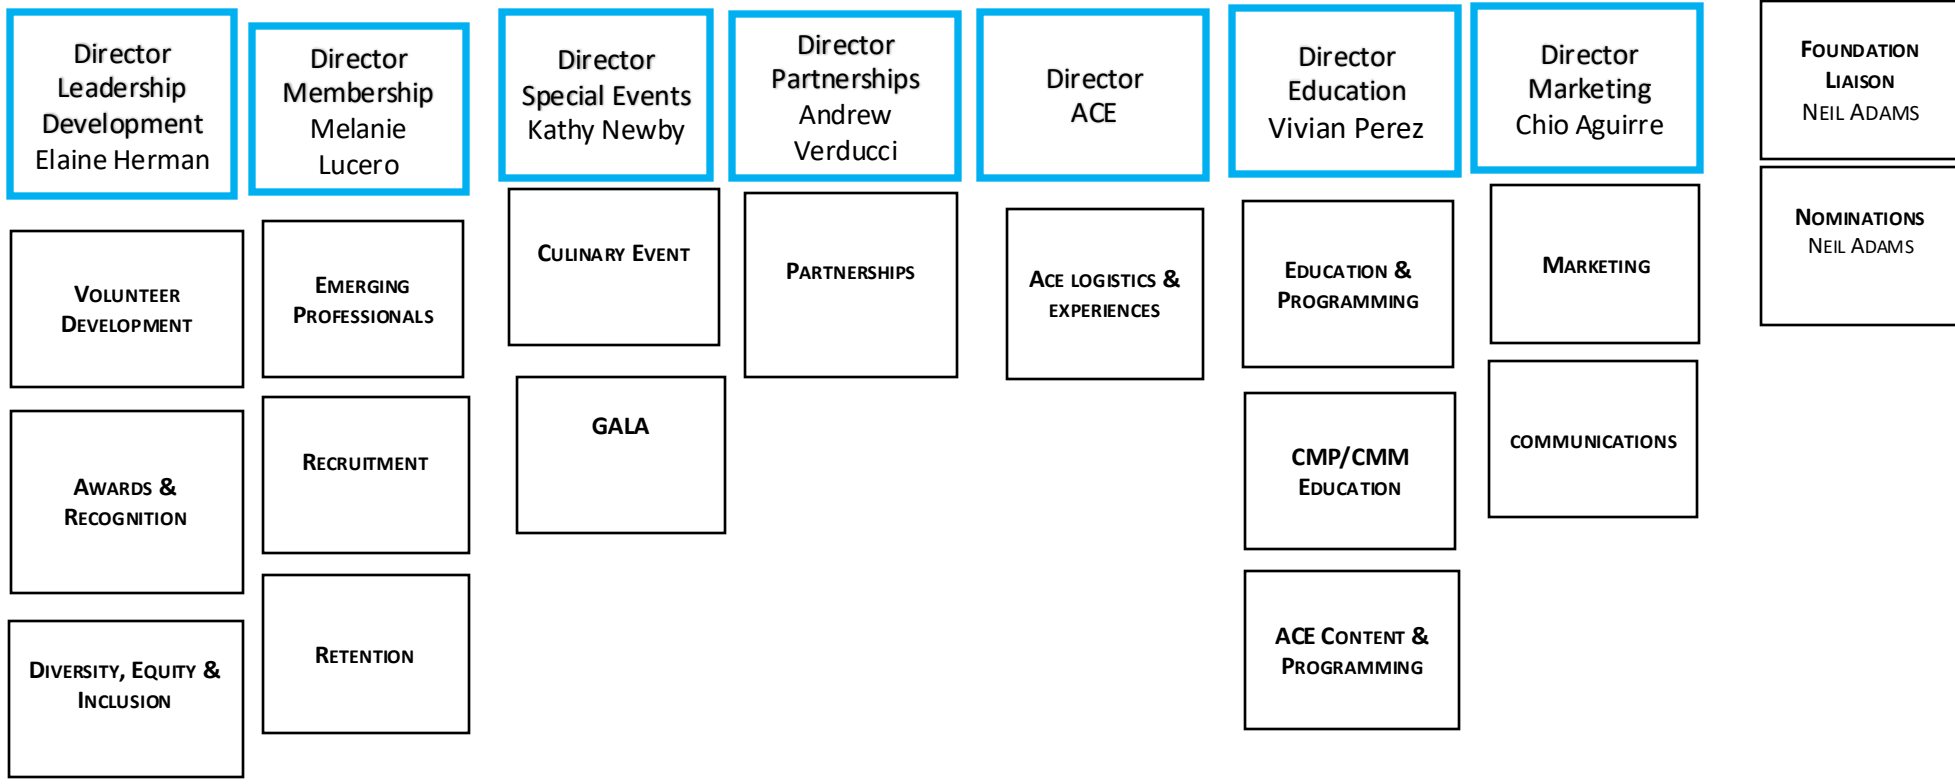 Director
Leadership
Development
Elaine Herman
Director
Membership
Melanie
Lucero
Director
Special Events
Kathy Newby
Director
Partnerships
Andrew
Verducci
Director
ACE
Director
Education
Vivian Perez
Director
Marketing
Chio Aguirre
FOUNDATION
LIAISON
NEIL ADAMS
VOLUNTEER
DEVELOPMENT
AWARDS &
RECOGNITION
DIVERSITY, EQUITY &
INCLUSION
EMERGING
PROFESSIONALS
RECRUITMENT
RETENTION
CULINARY EVENT
GALA
PARTNERSHIPS
ACE LOGISTICS &
EXPERIENCES
EDUCATION &
PROGRAMMING
CMP/CMM
EDUCATION
ACE CONTENT &
PROGRAMMING
MARKETING
COMMUNICATIONS
NOMINATIONS
NEIL ADAMS